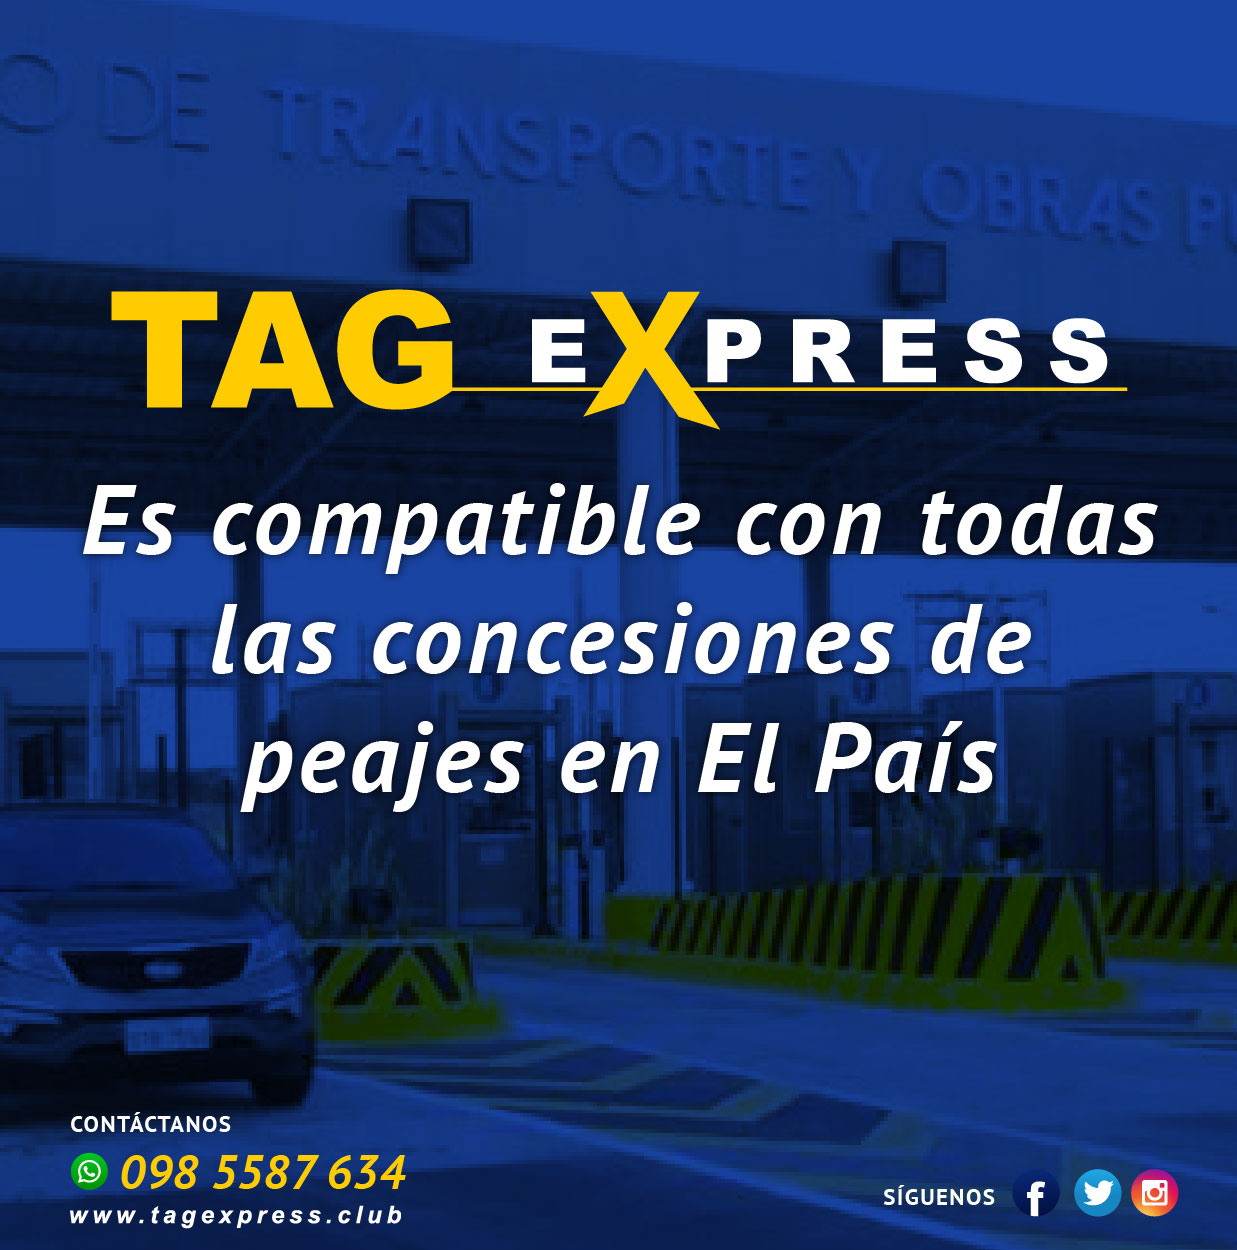 O DE TRANSPORTE Y OBRAS PU
TAG EXPRESS
Es compatible con todas
las concesiones de
peajes en El País
CONTÁCTANOS
098 5587 634
www.tagexpress.club
SÍGUENOS